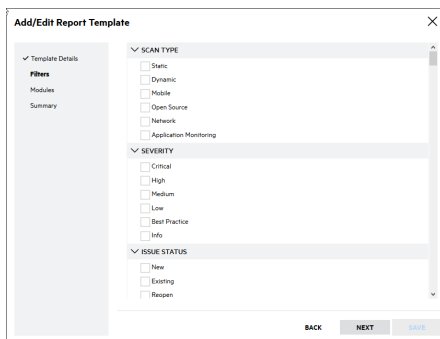 Add/Edit Report Template
Template Details
Filters
Modules
Summary
SCAN TYPE
Static
Dynamic
Mobile
Open Source
Network
Application Monitoring
SEVERITY
Critical
High
Medium
Low
Best Practice
Info
ISSUE STATUS
New
Existing
Reopen
BACK NEXT SAVE